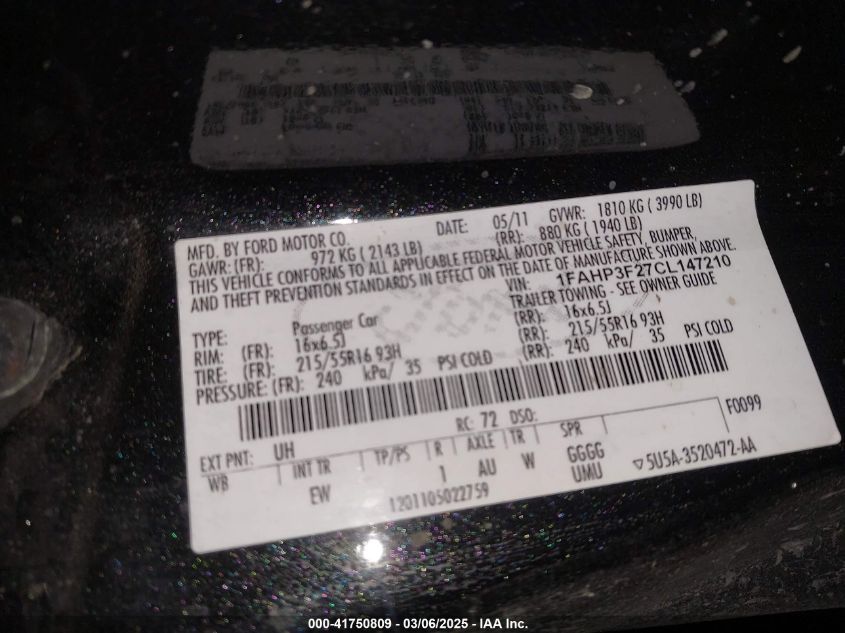 MFD. BY FORD MOTOR CO. DATE: 05/11 GVWR: 1810 KG ( 3990 LB)
GAWR: (FR): 972 KG ( 2143 LB) (RR): 880 KG ( 1940 LB)
THIS VEHICLE CONFORMS TO ALL APPLICABLE FEDERAL MOTOR VEHICLE SAFETY, BUMPER,
AND THEFT PREVENTION STANDARDS IN EFFECT ON THE DATE OF MANUFACTURE SHOWN ABOVE.
VIN: 1FAHP3F27CL147210
TYPE: Passenger Car TRAILER TOWING - SEE OWNER GUIDE
RIM: (FR): 16x6.5J (RR): 16x6.5J
TIRE: (FR): 215/55R16 93H (RR): 215/55R16 93H
PRESSURE: (FR): 240 kPa/ 35 PSI COLD (RR): 240 kPa/ 35 PSI COLD
RC: 72 DSO: F0099
EXT PNT: UH
WB INT TR TP/PS R AXLE TR SPR
EW 1 AU W GGGG
UMU
1201105022759
5U5A-3520472-AA
000-41750809 - 03/06/2025 - IAA Inc.